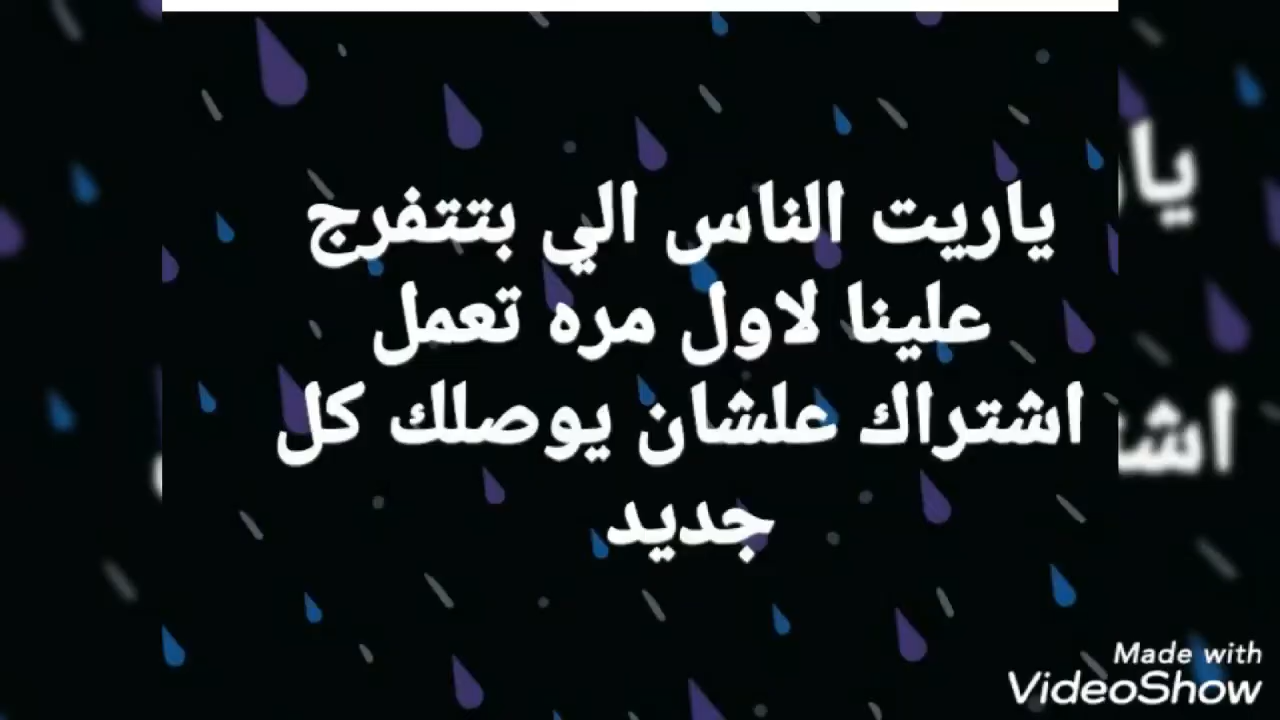 ياريت الناس الي بتتفرج
علينا لاول مره تعمل
اشتراك علشان يوصلك كل
جديد
Made with
VideoShow